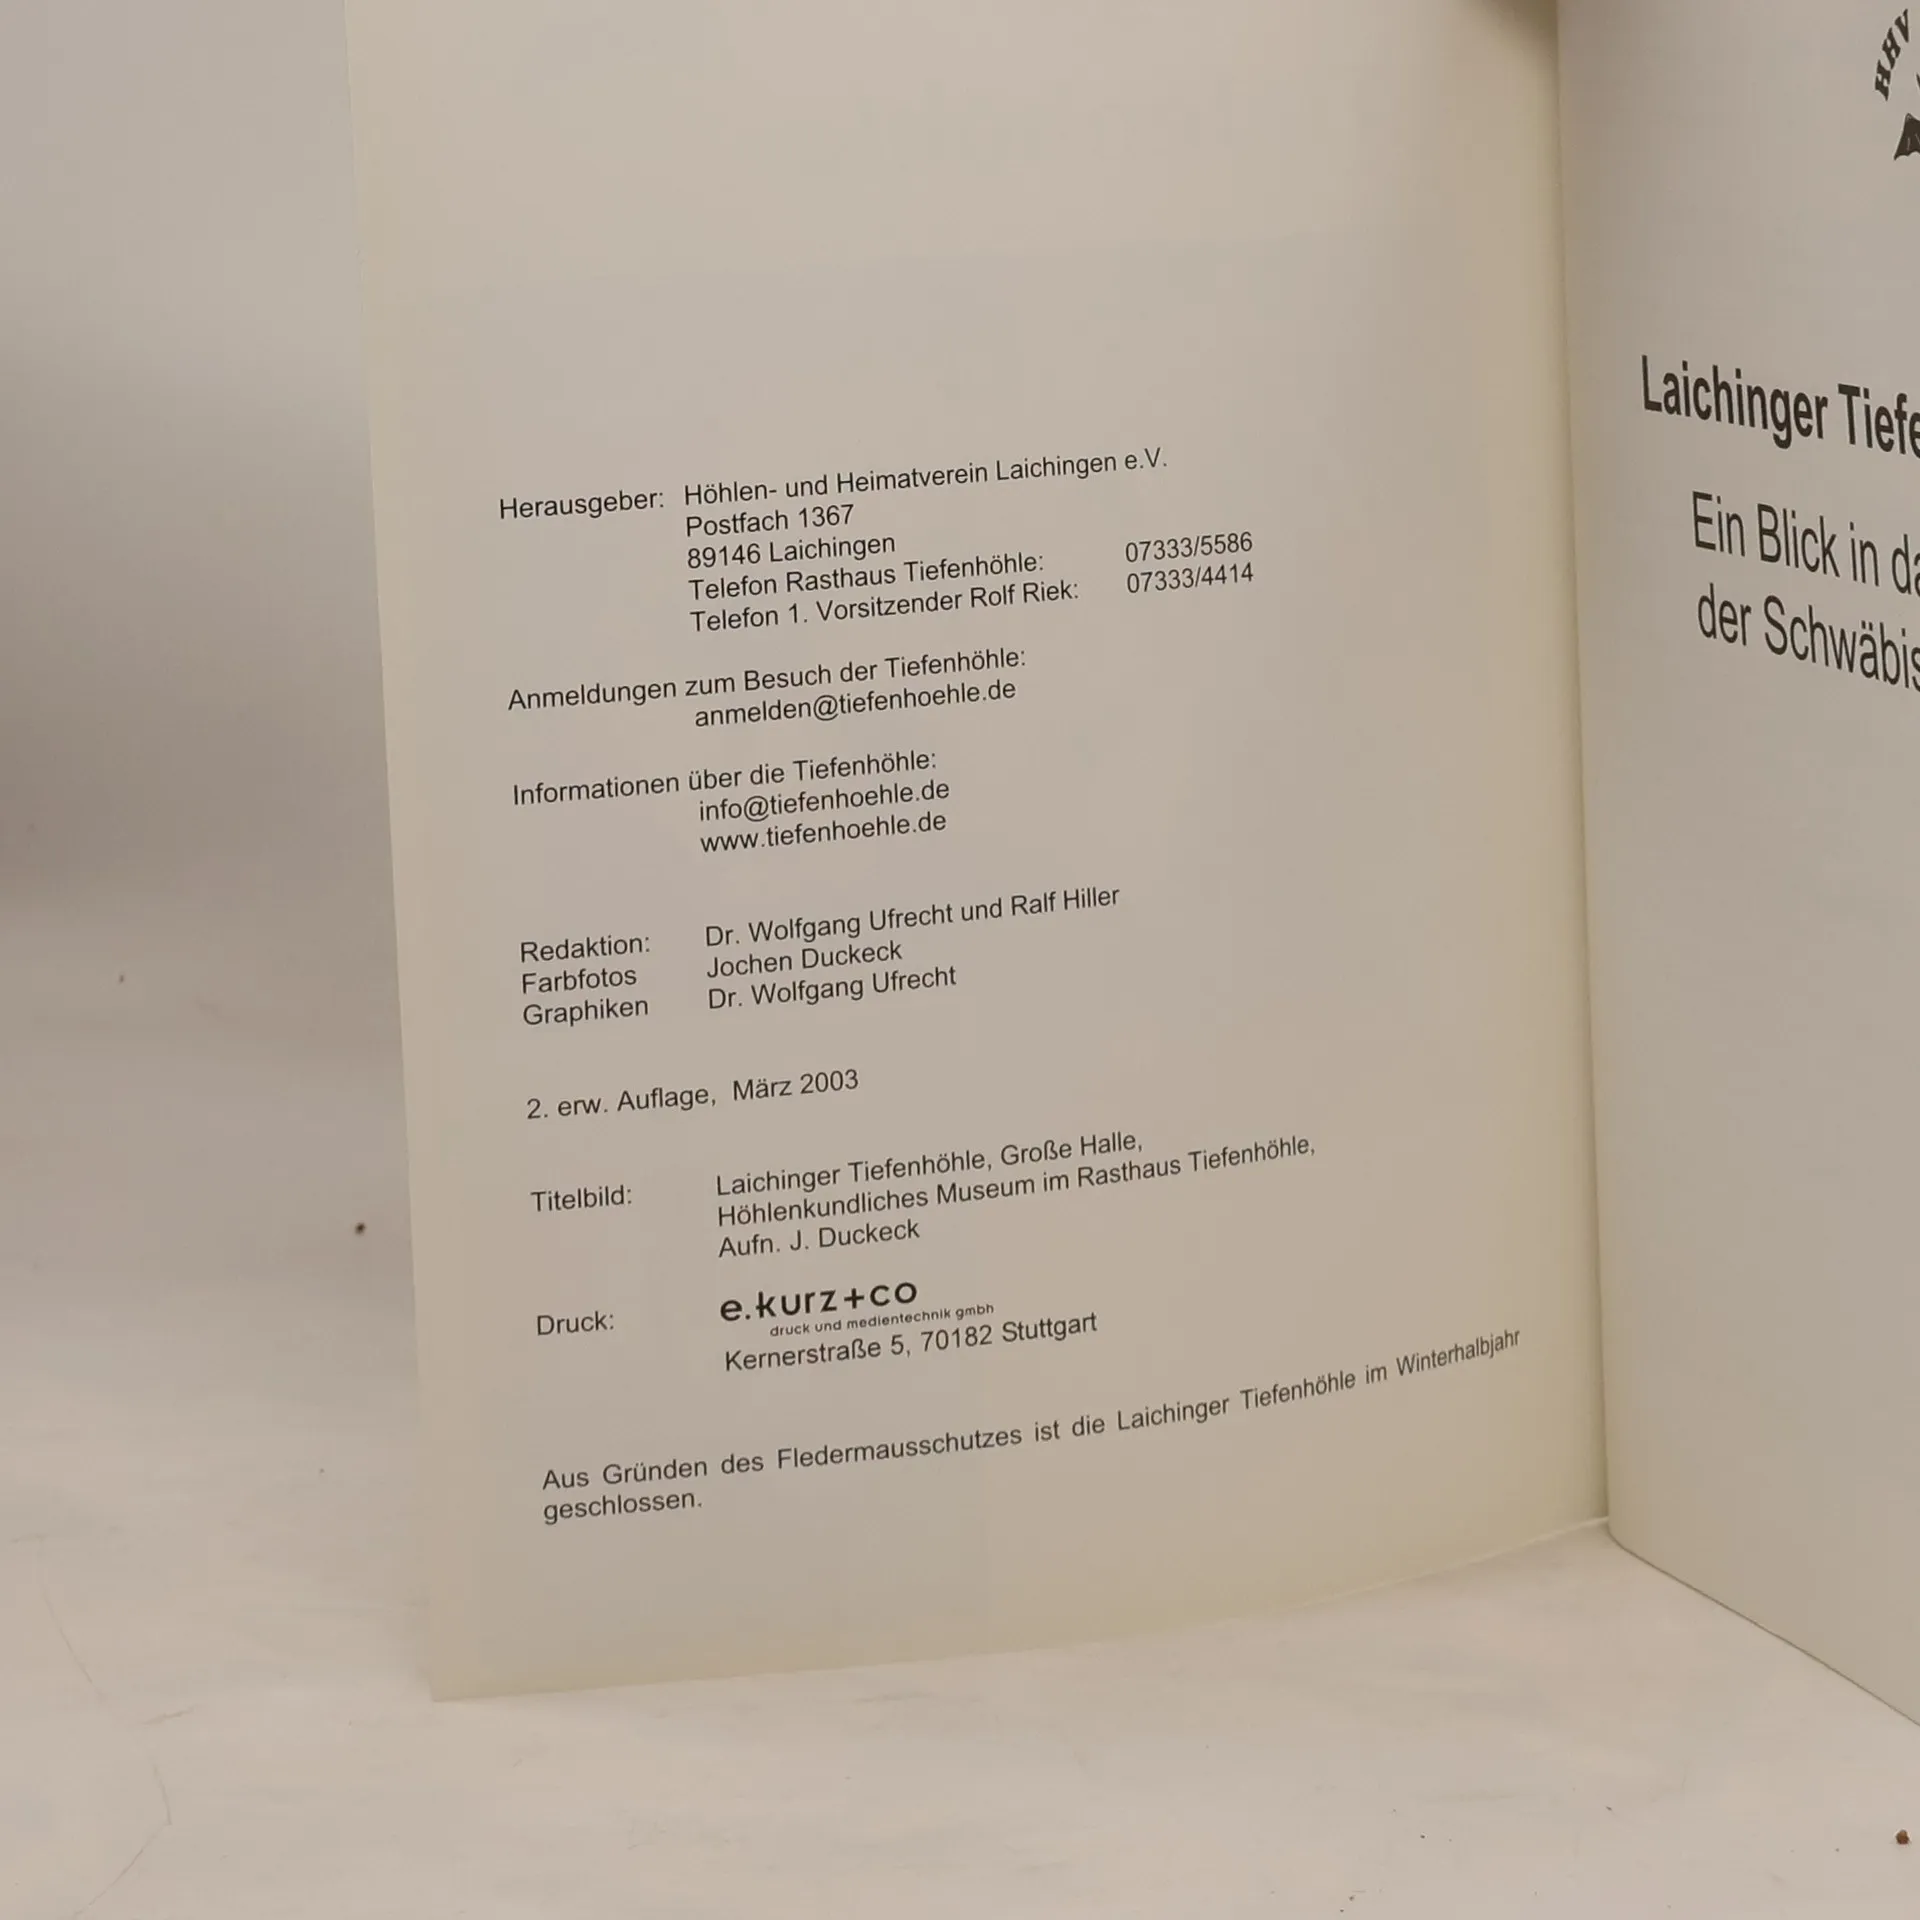 Herausgeber: Höhlen- und Heimatverein Laichingen e.V.
Postfach 1367
89146 Laichingen
Telefon Rasthaus Tiefenhöhle: 07333/5586
Telefon 1. Vorsitzender Rolf Riek: 07333/4414
Anmeldungen zum Besuch der Tiefenhöhle:
anmelden@tiefenhoehle.de
Informationen über die Tiefenhöhle:
info@tiefenhoehle.de
www.tiefenhoehle.de
Redaktion: Dr. Wolfgang Ufrecht und Ralf Hiller
Farbfotos Jochen Duckeck
Graphiken Dr. Wolfgang Ufrecht
2. erw. Auflage, März 2003
Titelbild: Laichinger Tiefenhöhle, Große Halle,
Höhlenkundliches Museum im Rasthaus Tiefenhöhle,
Aufn. J. Duckeck
Druck: e.kurz+co
druck und medientechnik gmbh
Kernerstraße 5, 70182 Stuttgart
Aus Gründen des Fledermausschutzes ist die Laichinger Tiefenhöhle im Winterhalbjahr
geschlossen.
HHV
Laichinger Tiefe
Ein Blick in da
der Schwäbis